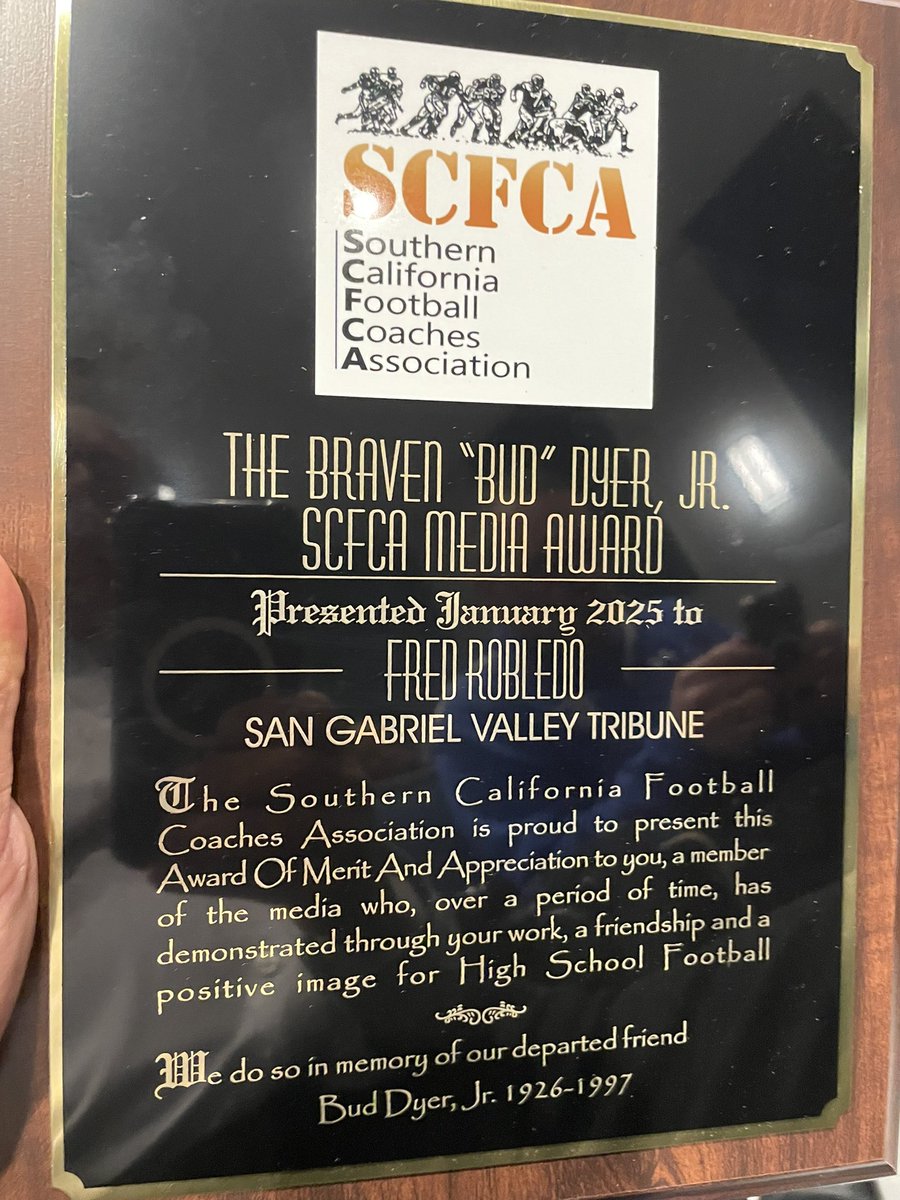 SCFCA
Southern
California
Football
Coaches
Association
THE BRAVEN "BUD" DYER, JR.
SCFCA MEDIA AWARD
Presented January 2025 to
FRED ROBLEDO
SAN GABRIEL VALLEY TRIBUNE
The Southern California Football
Coaches Association is proud to present this
Award Of Merit And Appreciation to you, a member
of the media who, over a period of time, has
demonstrated through your work, a friendship and a
positive image for High School Football
We do so in memory of our departed friend
Bud Dyer, Jr. 1926-1997